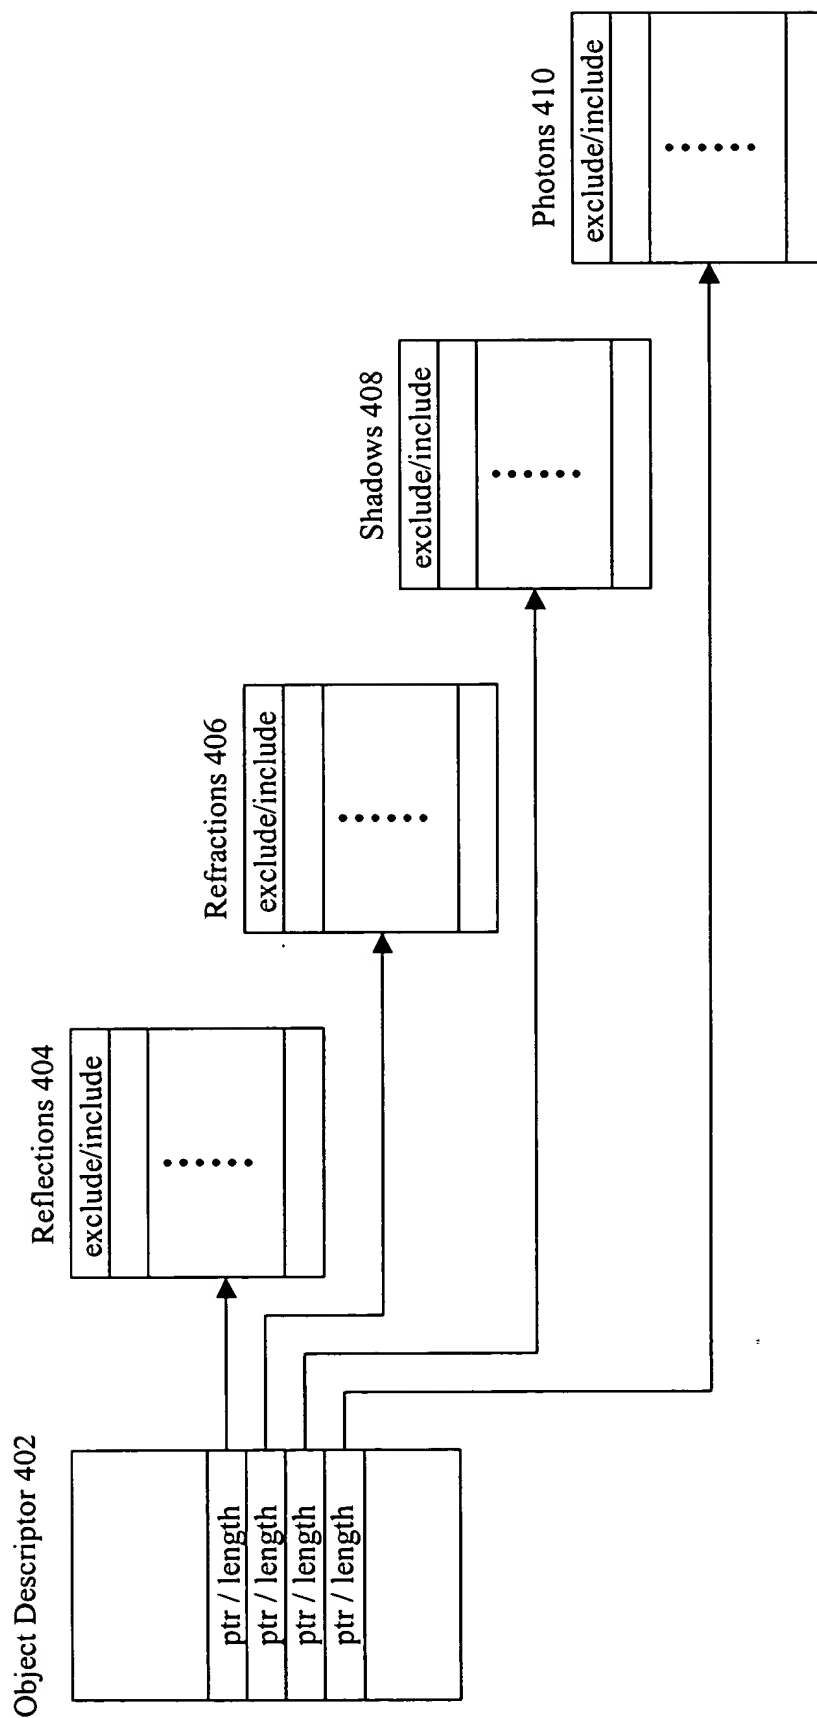 Object Descriptor 402
ptr / length
ptr / length
ptr / length
ptr / length
Reflections 404
exclude/include
Refractions 406
exclude/include
Shadows 408
exclude/include
Photons 410
exclude/include